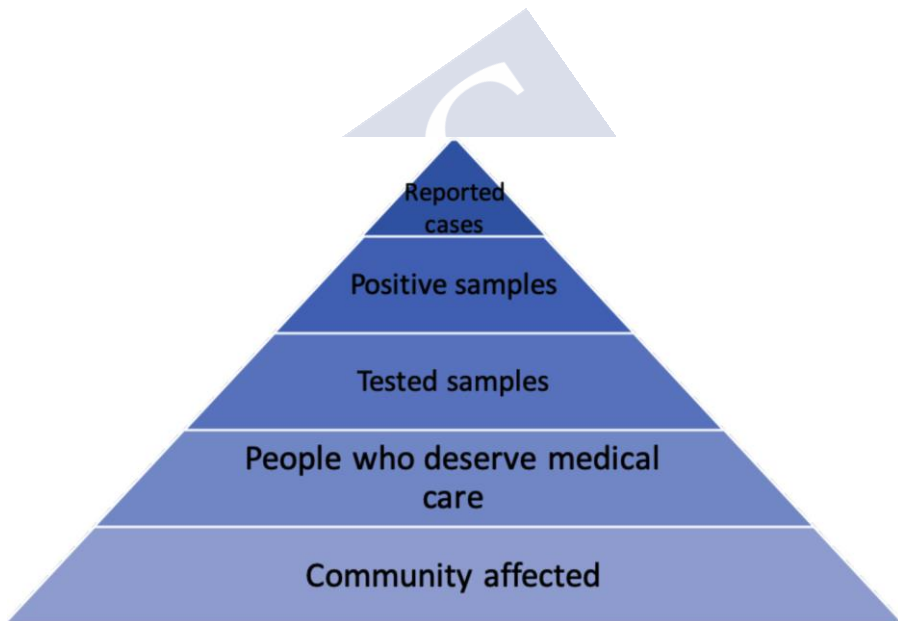 Reported
cases
Positive samples
Tested samples
People who deserve medical
care
Community affected